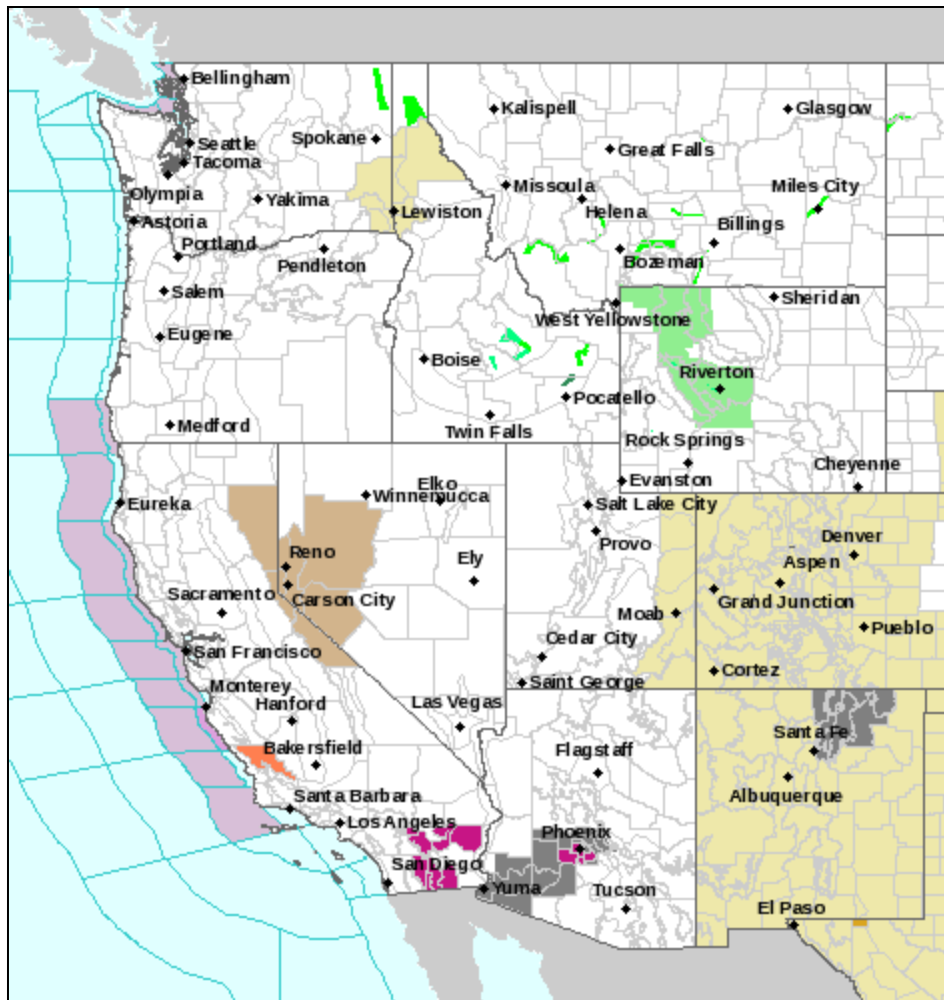 Bellingham
Kalispell
Glasgow
Spokane
Seattle
Great Falls
Tacoma
Olympia
Yakima
Missoula
Miles City
Helena
Lewiston
Astoria
Billings
Portland
Bozeman
Pendleton
Salem
Sheridan
West Yellowstone
Eugene
Boise
Riverton
Pocatello
Medford
Twin Falls
Rock Springs
Cheyenne
Evanston
Elko
Winnemucca
Eureka
Salt Lake City
Provo
Denver
Reno
Ely
Aspen
Sacramento
Carson City
Grand Junction
Moab
Pueblo
Cedar City
San Francisco
Cortez
Saint George
Monterey
Hanford
Las Vegas
Santa Fe
Bakersfield
Flagstaff
Albuquerque
Santa Barbara
Los Angeles
Phoenix
San Diego
Yuma
Tucson
El Paso